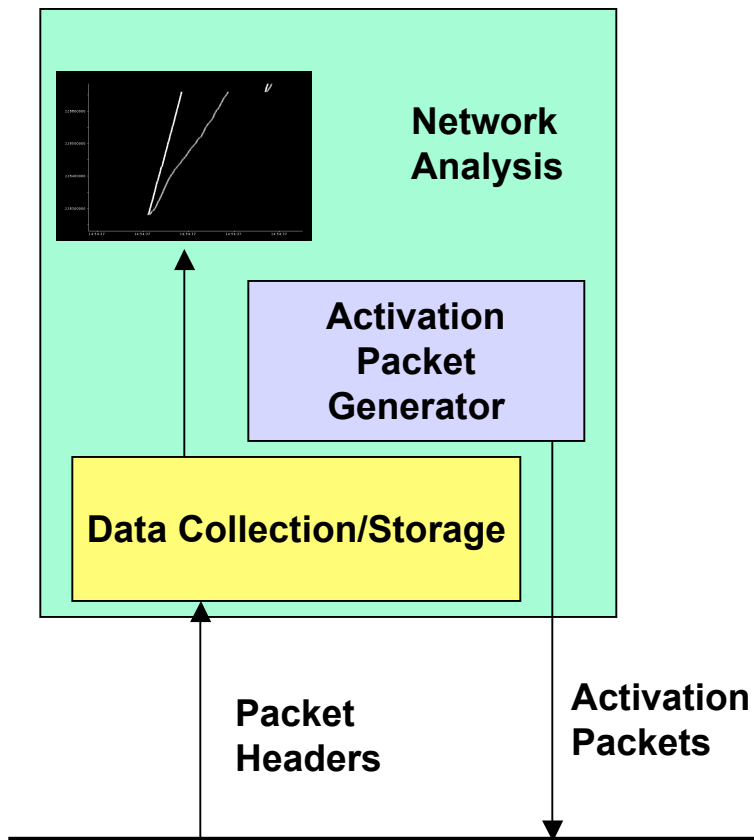 Network
Analysis
Activation
Packet
Generator
Data Collection/Storage
Packet
Headers
Activation
Packets